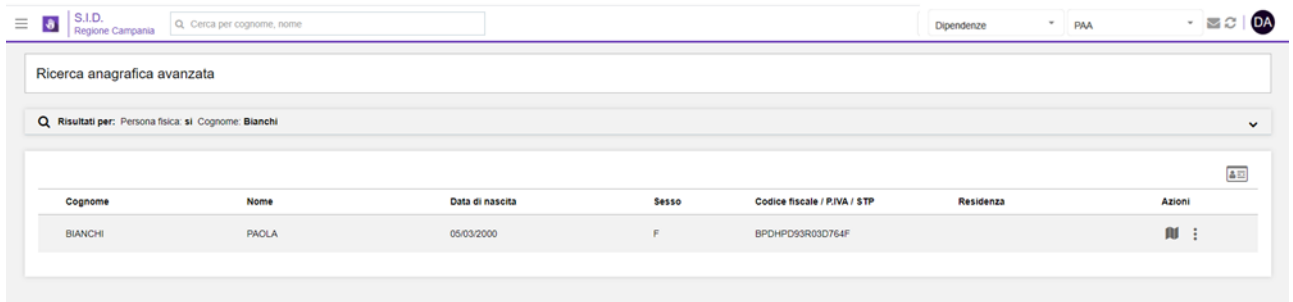 S.I.D.
Regione Campania
Cerca per cognome, nome
Dipendenze
PAA
DA
Ricerca anagrafica avanzata
Risultati per: Persona fisica: si Cognome: Bianchi
Cognome Nome Data di nascita Sesso Codice fiscale / P.IVA / STP Residenza Azioni
BIANCHI PAOLA 05/03/2000 F BPDHPD93R03D764F